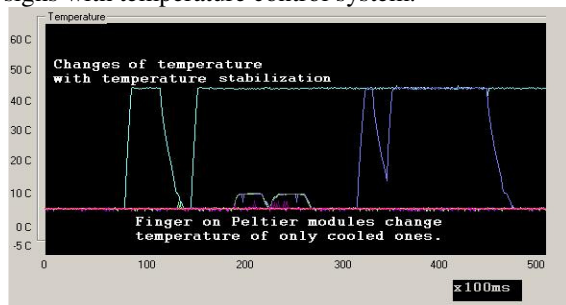 signs with temperature control system.
Temperature
60 C
Changes of temperature
with temperature stabilization
50 C
40 C
30 C
20 C
10 C
Finger on Peltier modules change
temperature of only cooled ones.
0 C
-5 C
0 100 200 300 400 500
x100ms